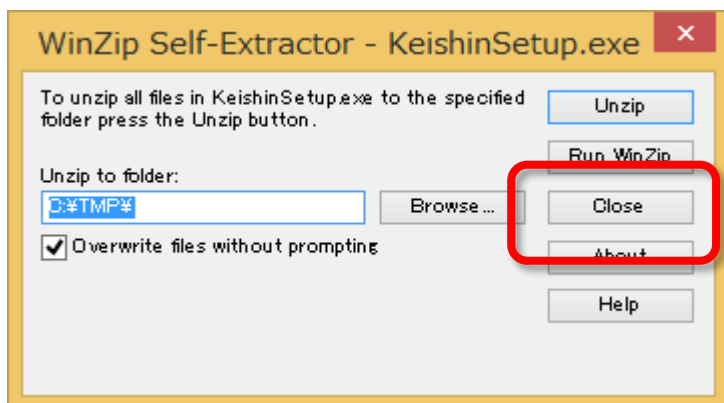 WinZip Self-Extractor - KeishinSetup.exe
To unzip all files in KeishinSetup.exe to the specified
folder press the Unzip button.
Unzip
Run WinZip
Unzip to folder:
C:¥TMP¥
Browse...
Close
Overwrite files without prompting
About
Help